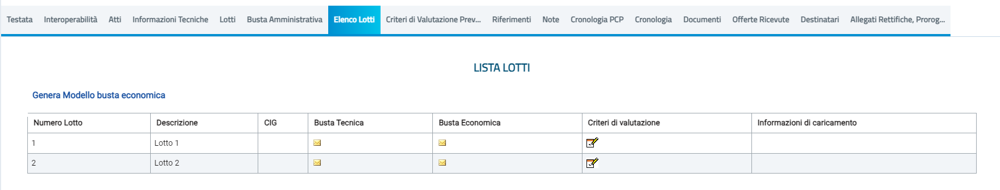 Testata Interoperabilità Atti Informazioni Tecniche Lotti Busta Amministrativa Elenco Lotti Criteri di Valutazione Prev... Riferimenti Note Cronologia PCP Cronologia Documenti Offerte Ricevute Destinatari Allegati Rettifiche, Prorog...
LISTA LOTTI
Genera Modello busta economica
Numero Lotto Descrizione CIG Busta Tecnica Busta Economica Criteri di valutazione Informazioni di caricamento
1 Lotto 1
2 Lotto 2